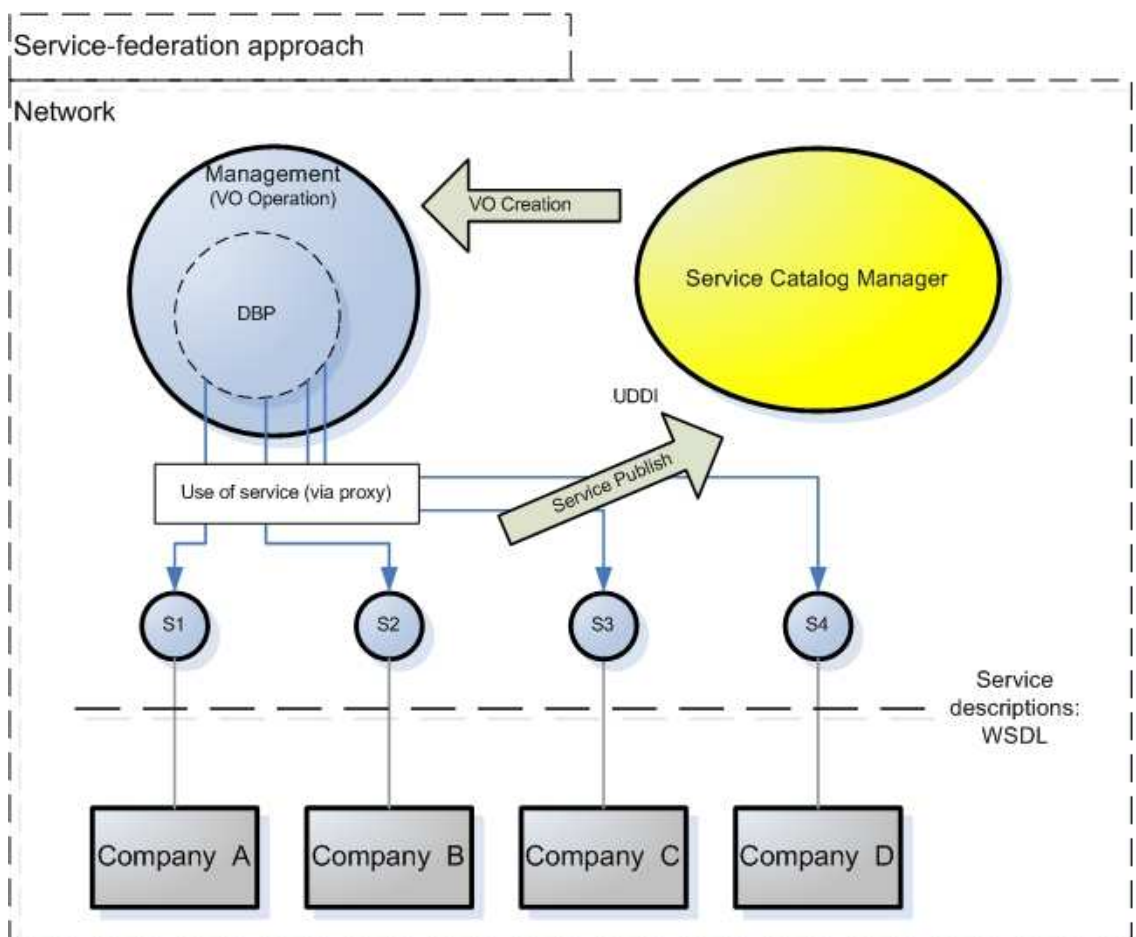 Service-federation approach
Network
Management
(VO Operation)
VO Creation
Service Catalog Manager
DBP
UDDI
Service Publish
Use of service (via proxy)
S1
S2
S3
S4
Service
descriptions:
WSDL
Company A
Company B
Company C
Company D